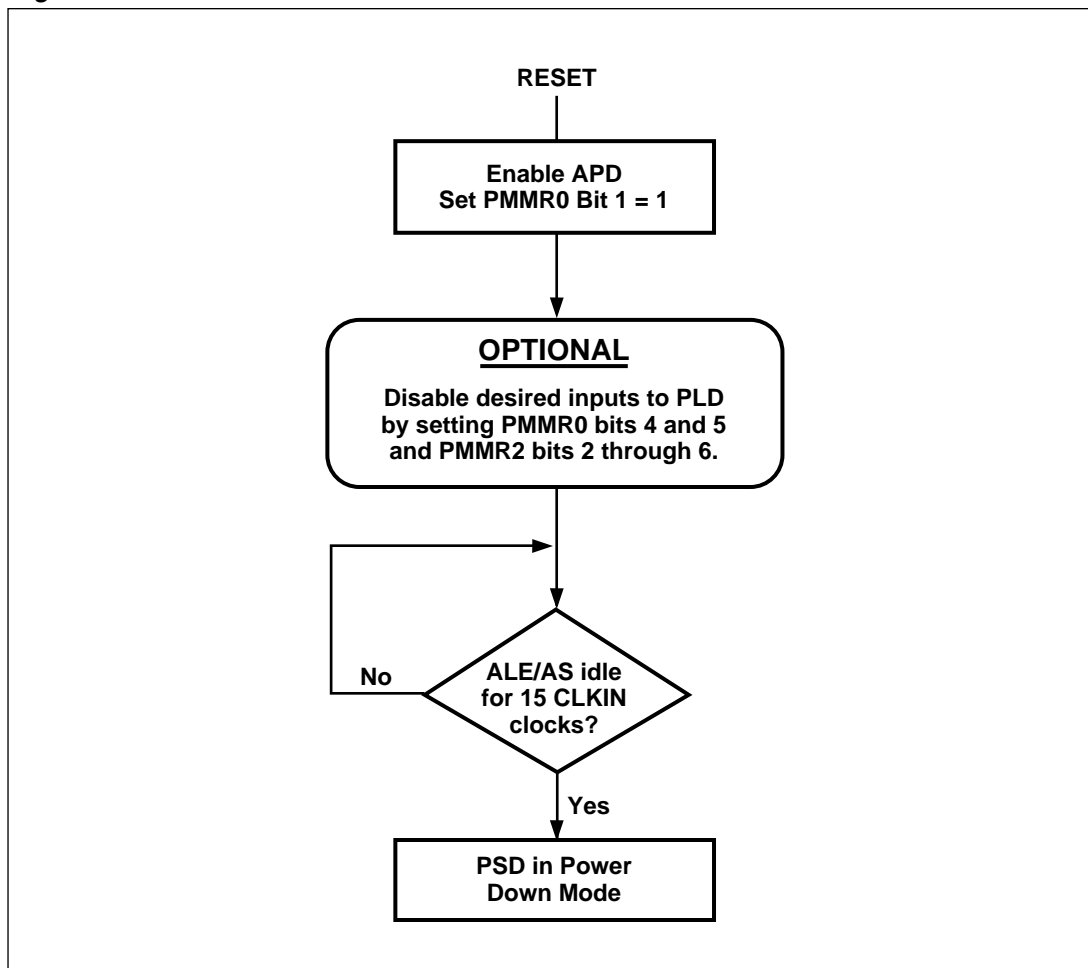 RESET
Enable APD
Set PMMR0 Bit 1 = 1
OPTIONAL
Disable desired inputs to PLD
by setting PMMR0 bits 4 and 5
and PMMR2 bits 2 through 6.
ALE/AS idle
for 15 CLKIN
clocks?
No
Yes
PSD in Power
Down Mode